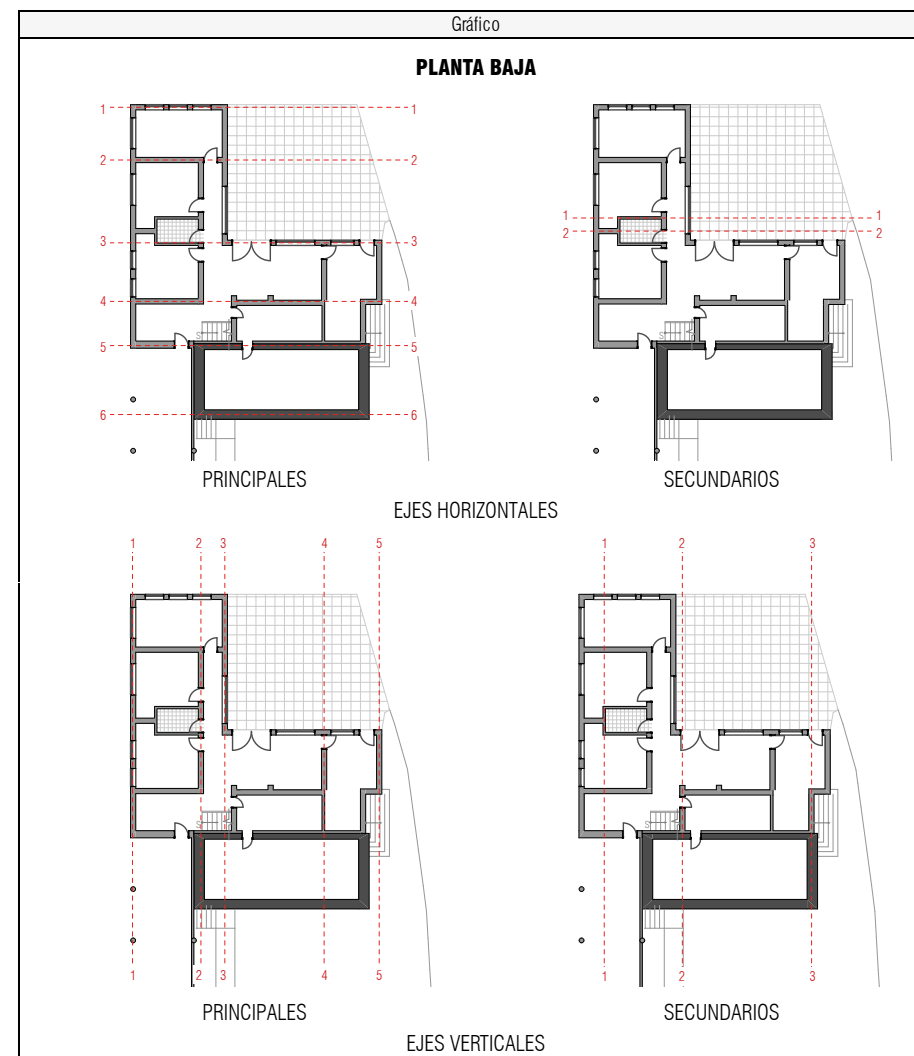 Gráfico
PLANTA BAJA
1 1
2 2
3 3
4 4
5 5
6 6
1 1
2 2
PRINCIPALES
SECUNDARIOS
EJES HORIZONTALES
1 2 3 4 5
1 2 3
S
S
S
S
1 2 3 4 5
1 2 3
PRINCIPALES
SECUNDARIOS
EJES VERTICALES